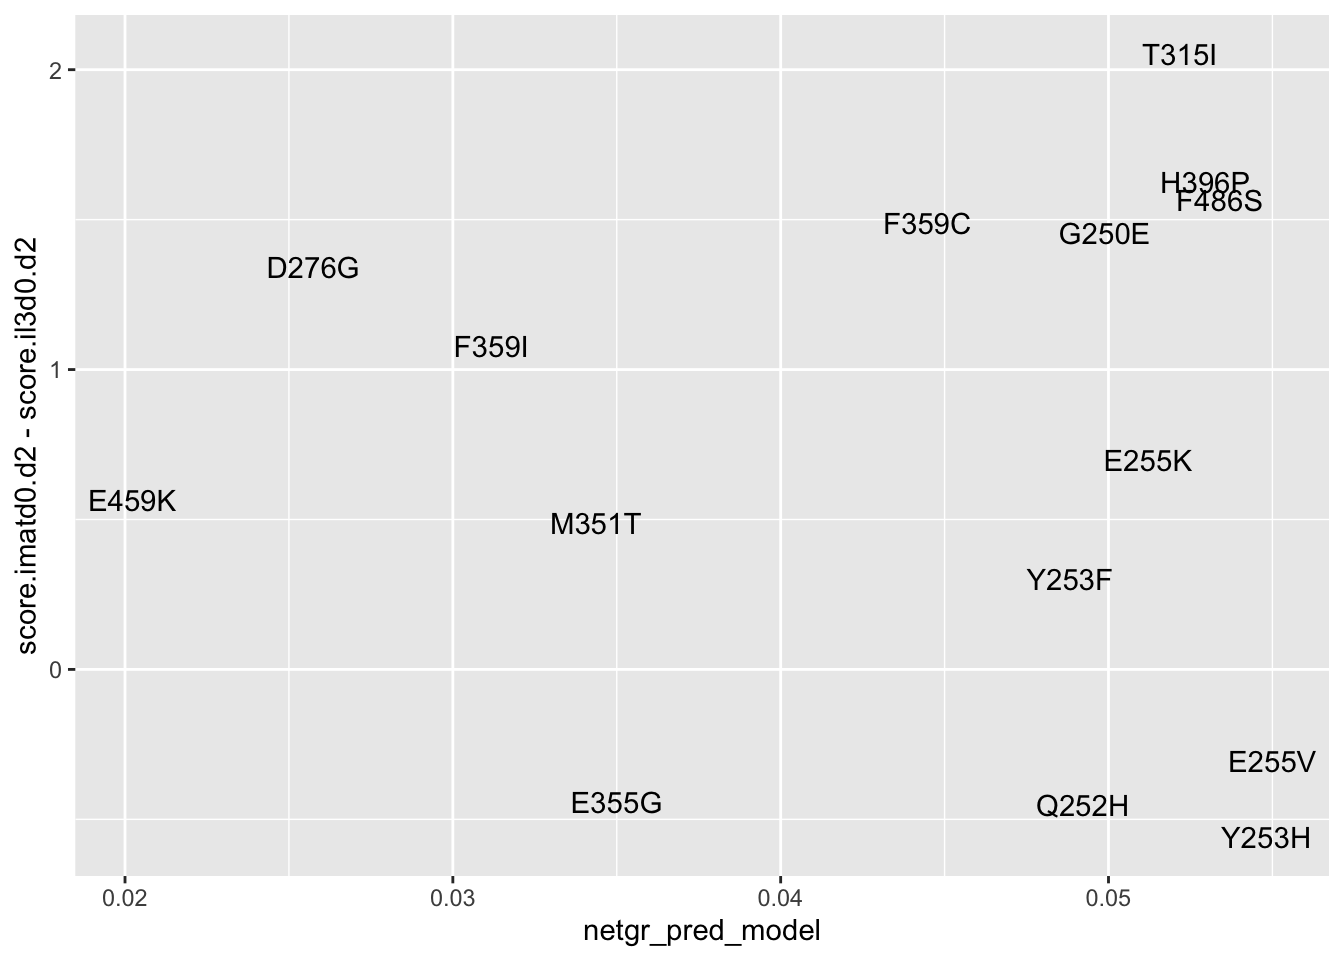 T315I
2
H396P
F486S
F359C
G250E
D276G
F359I
1
E255K
E459K
M351T
Y253F
0
E255V
E355G
Q252H
Y253H
0.02
0.03
0.04
0.05
netgr_pred_model
score.imatd0.d2 - score.il3d0.d2